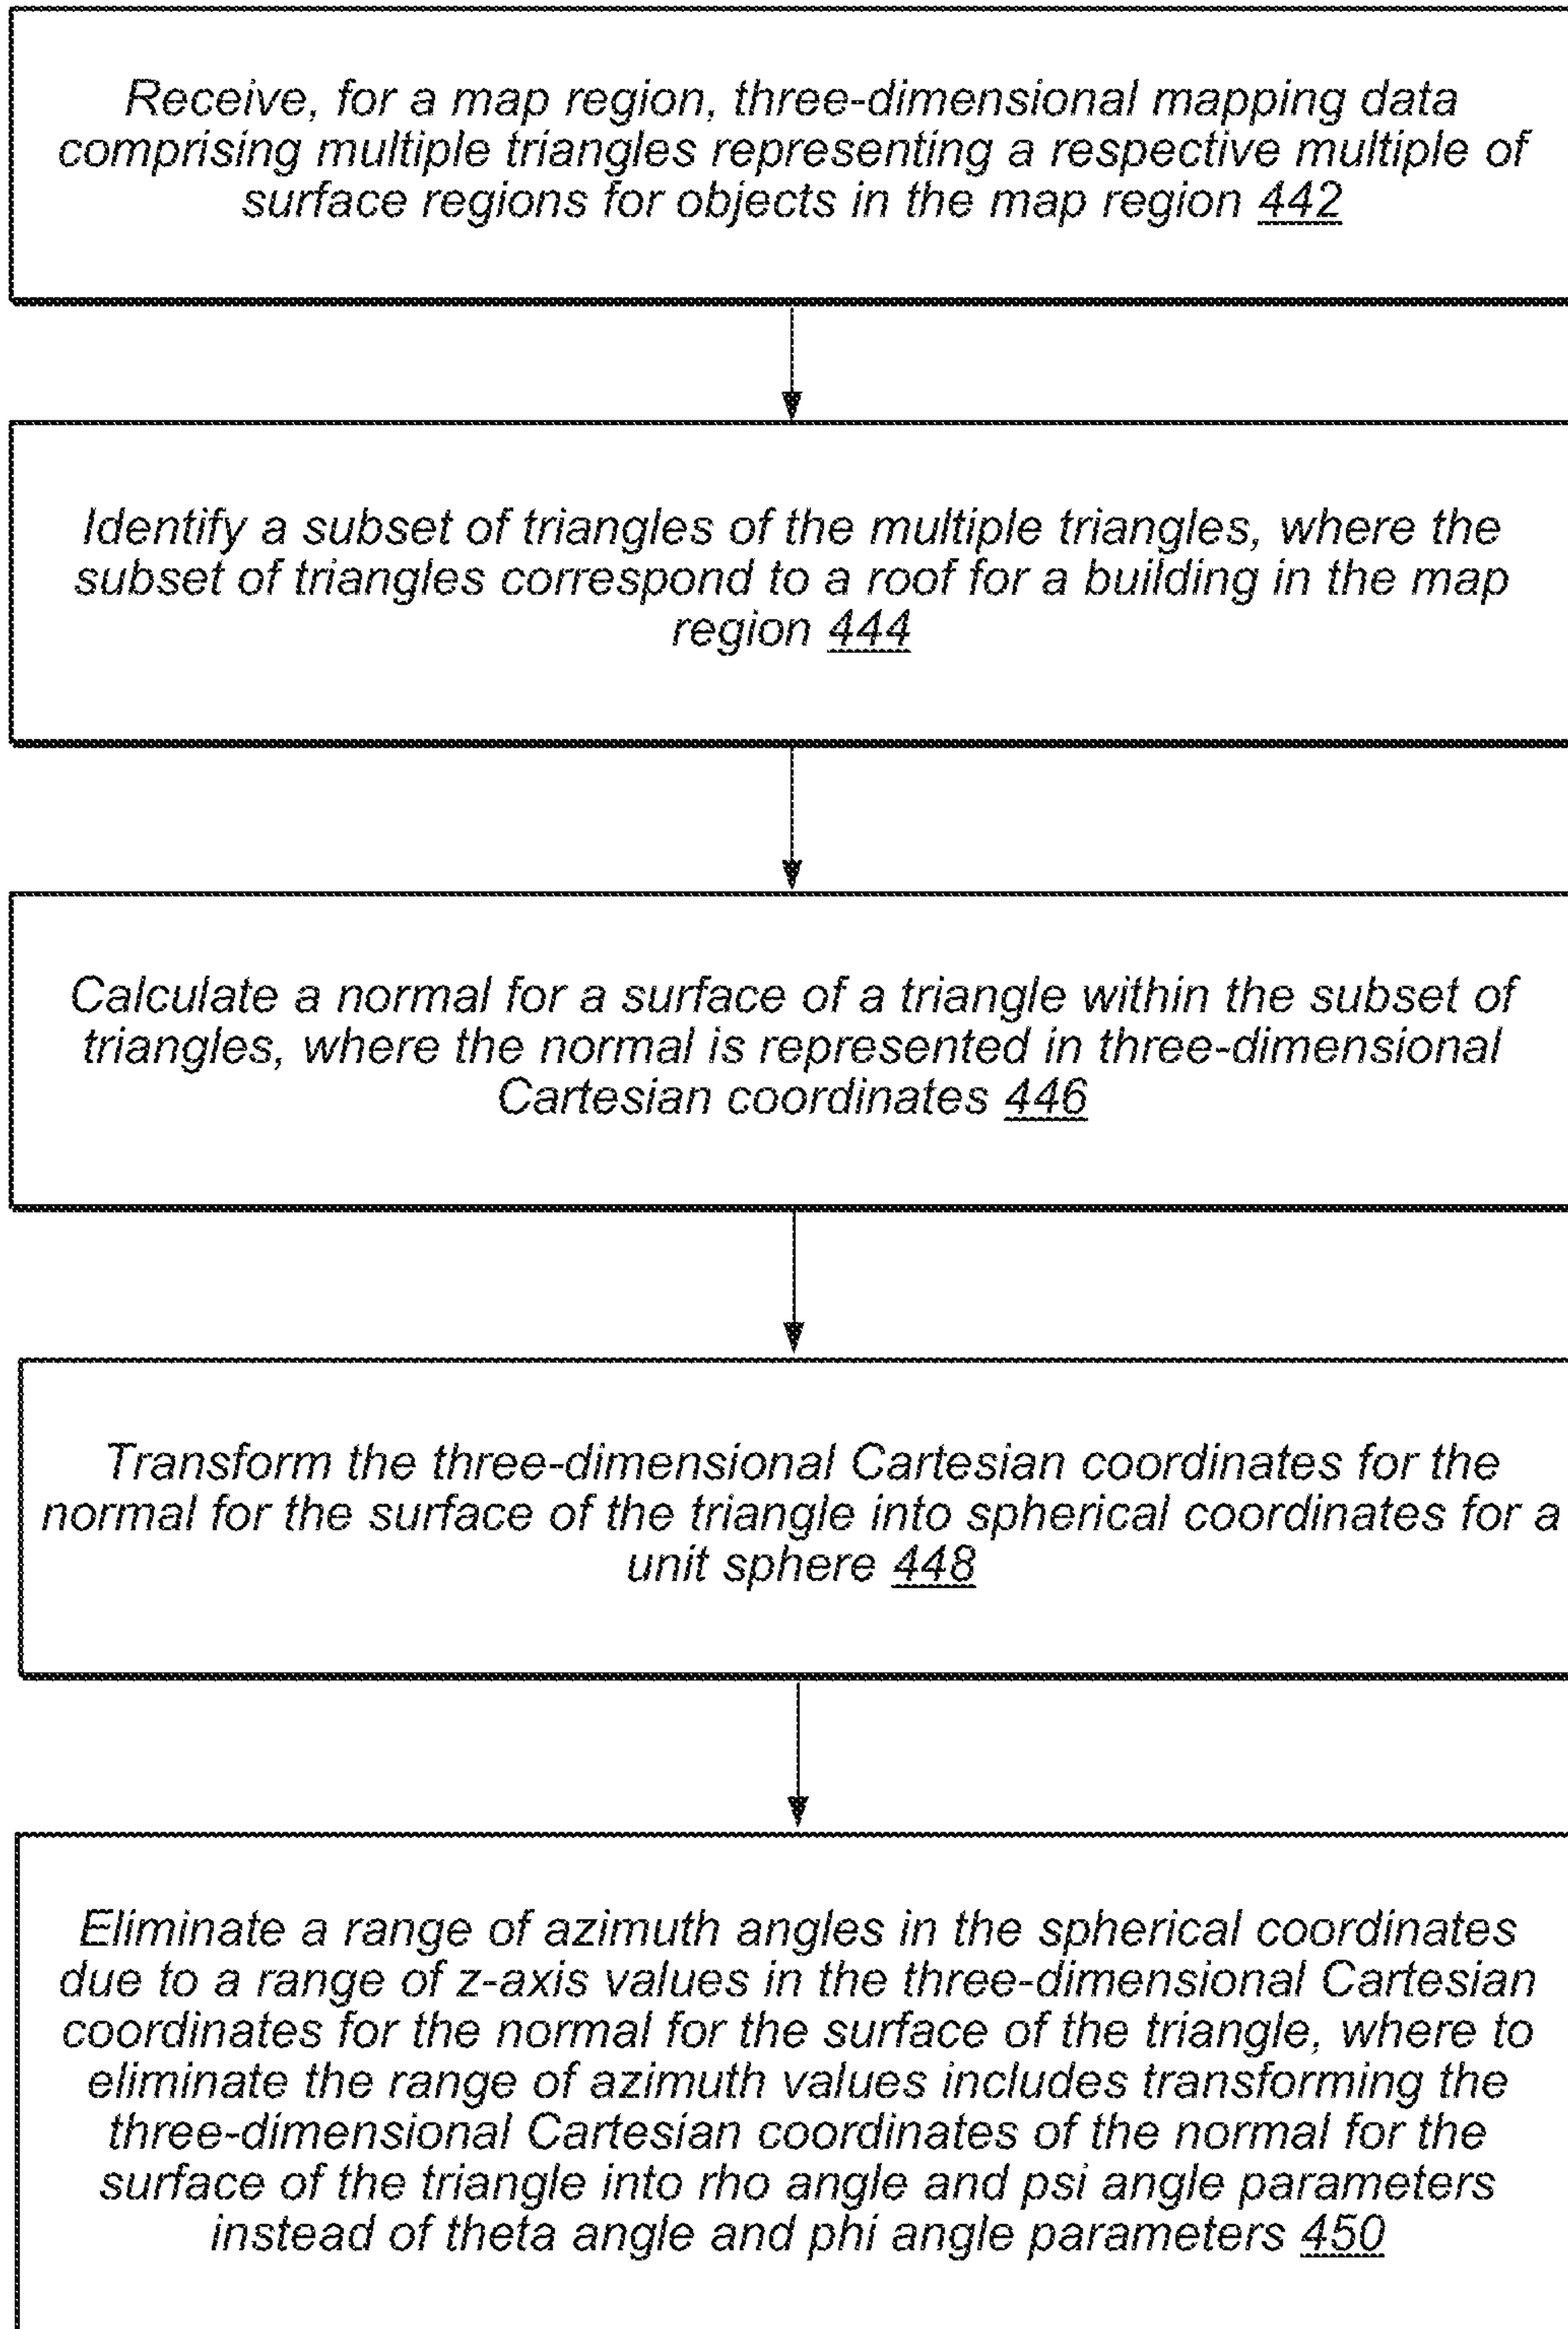 Receive, for a map region, three-dimensional mapping data
comprising multiple triangles representing a respective multiple of
surface regions for objects in the map region 442
Identify a subset of triangles of the multiple triangles, where the
subset of triangles correspond to a roof for a building in the map
region 444
Calculate a normal for a surface of a triangle within the subset of
triangles, where the normal is represented in three-dimensional
Cartesian coordinates 446
Transform the three-dimensional Cartesian coordinates for the
normal for the surface of the triangle into spherical coordinates for a
unit sphere 448
Eliminate a range of azimuth angles in the spherical coordinates
due to a range of z-axis values in the three-dimensional Cartesian
coordinates for the normal for the surface of the triangle, where to
eliminate the range of azimuth values includes transforming the
three-dimensional Cartesian coordinates of the normal for the
surface of the triangle into rho angle and psi angle parameters
instead of theta angle and phi angle parameters 450